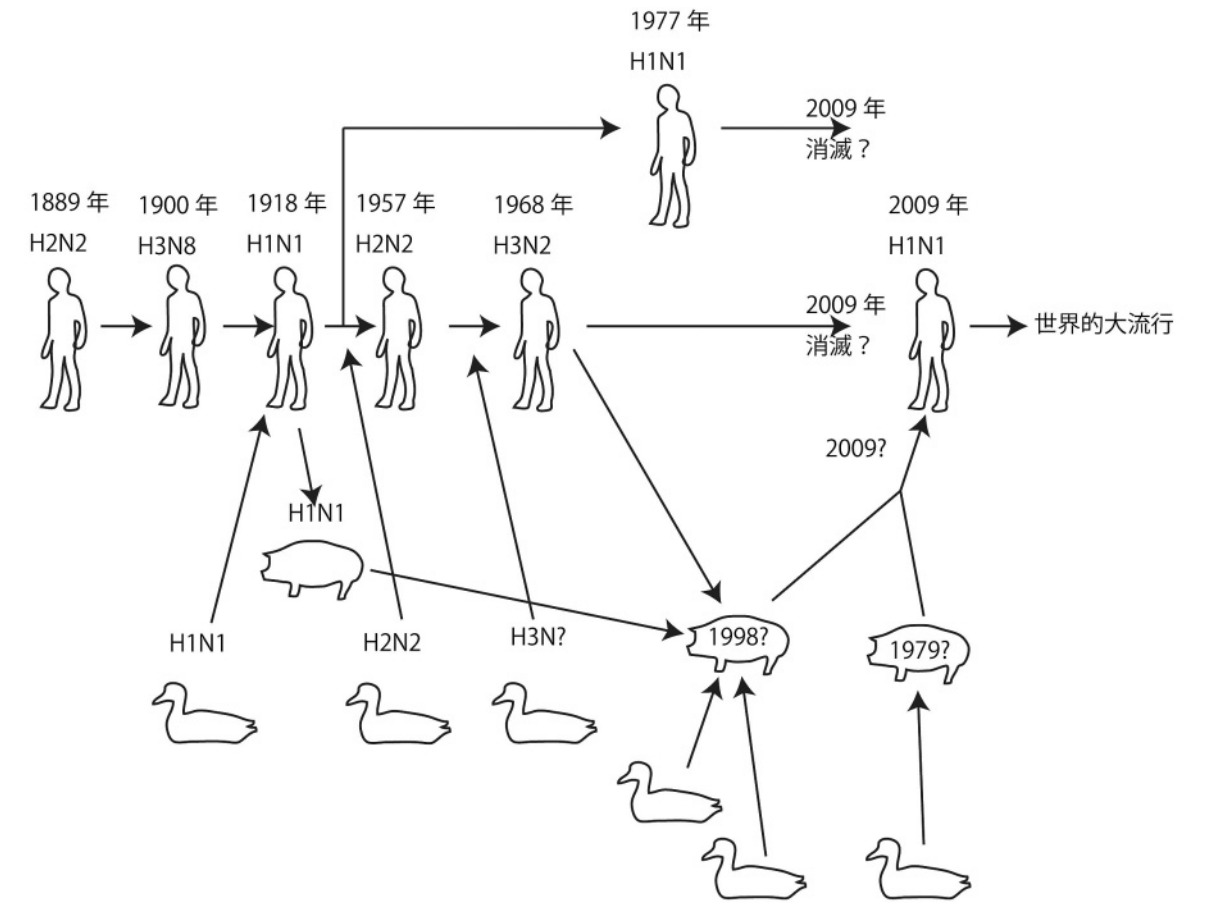 1977 年
H1N1
2009 年
消滅？
1889 年
H2N2
1900 年
H3N8
1918 年
H1N1
1957 年
H2N2
1968 年
H3N2
2009 年
消滅？
2009 年
H1N1
世界的大流行
2009?
H1N1
H1N1
H2N2
H3N?
1998?
1979?